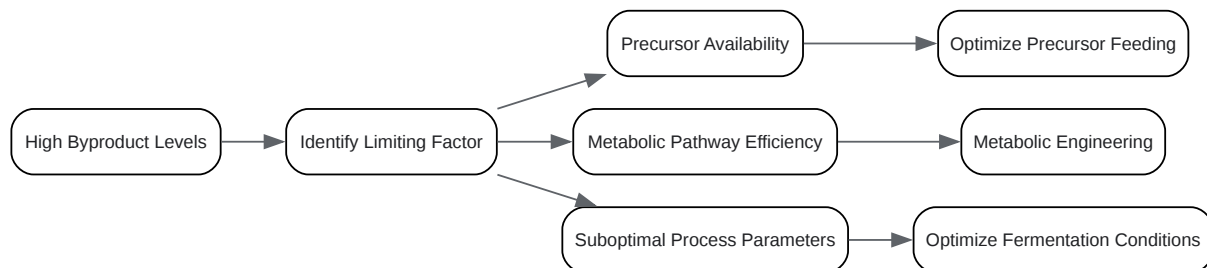 Precursor Availability
Optimize Precursor Feeding
High Byproduct Levels
Identify Limiting Factor
Metabolic Pathway Efficiency
Metabolic Engineering
Suboptimal Process Parameters
Optimize Fermentation Conditions